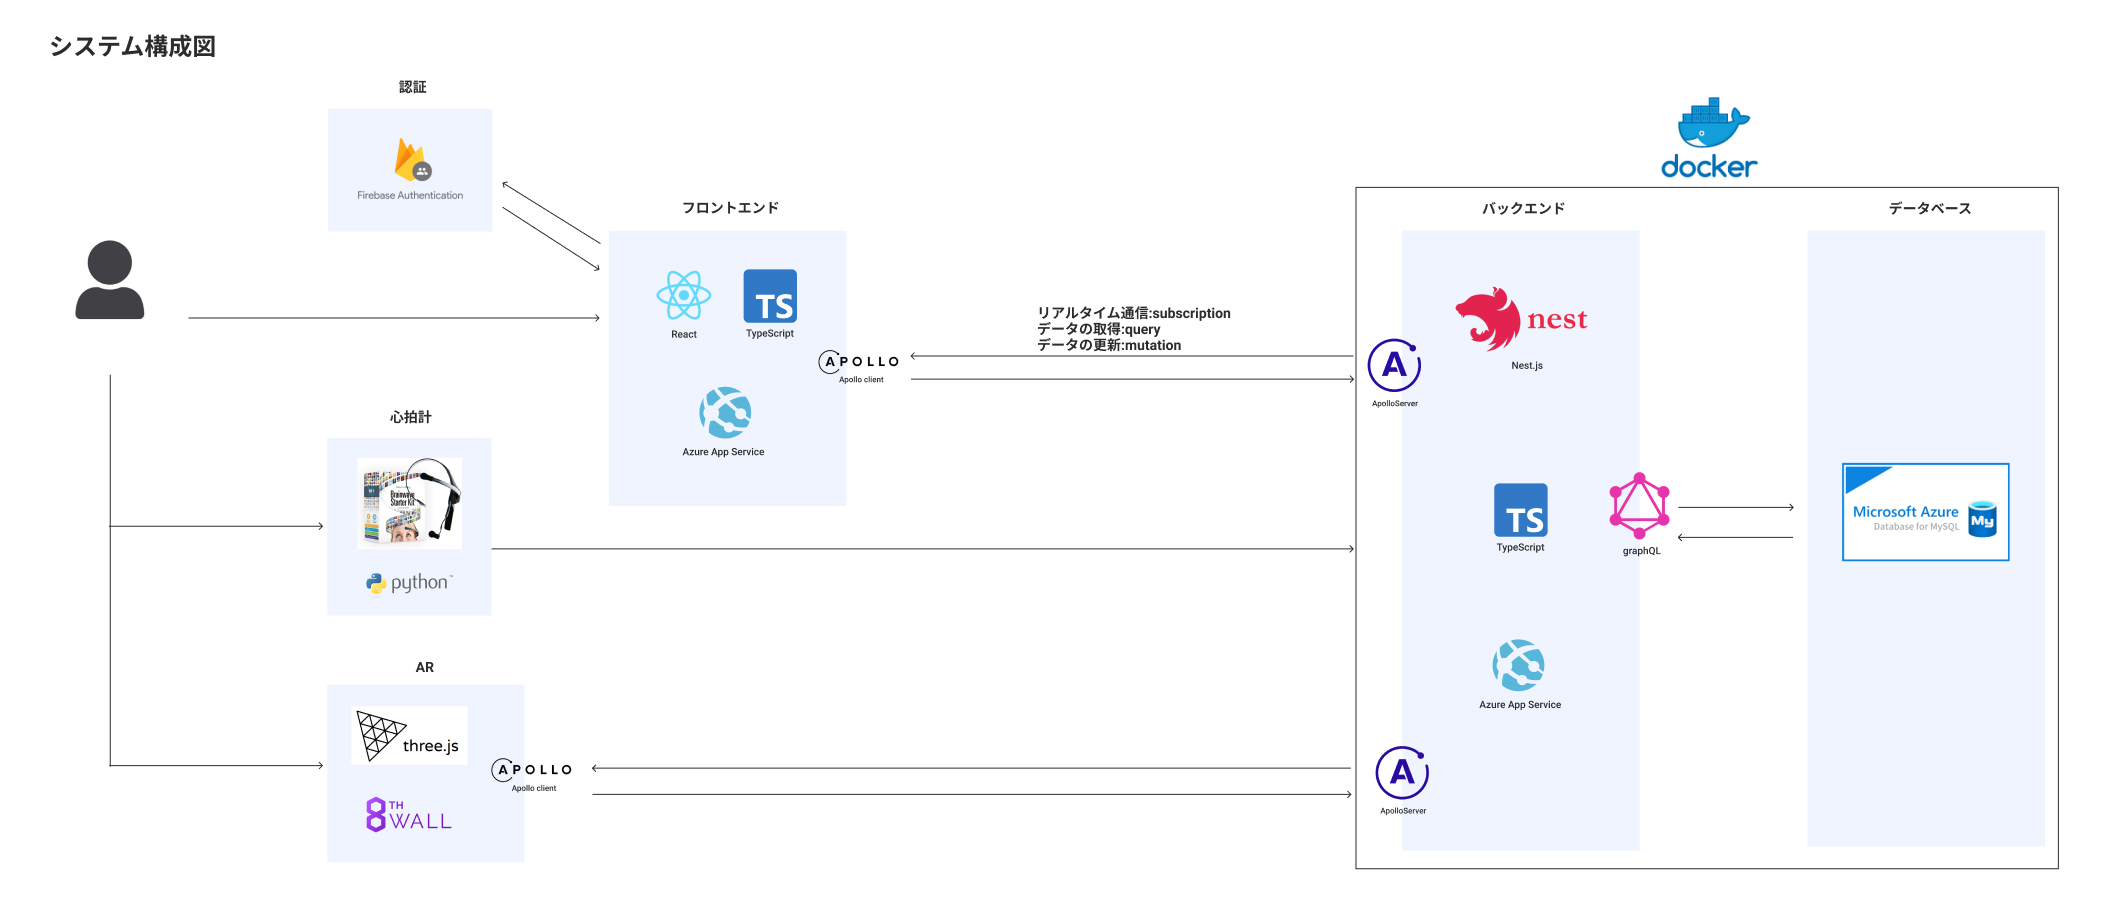 システム構成図
認証
Firebase Authentication
フロントエンド
React
TS
TypeScript
APOLLO
Apollo client
Azure App Service
リアルタイム通信:subscription
データの取得:query
データの更新:mutation
docker
バックエンド
データベース
nest
Nest.js
A
ApolloServer
TS
TypeScript
graphQL
Microsoft Azure
Database for MySQL
My
Azure App Service
A
ApolloServer
心拍計
Brainwave
Starter Kit
python™
AR
three.js
8TH
WALL
APOLLO
Apollo client